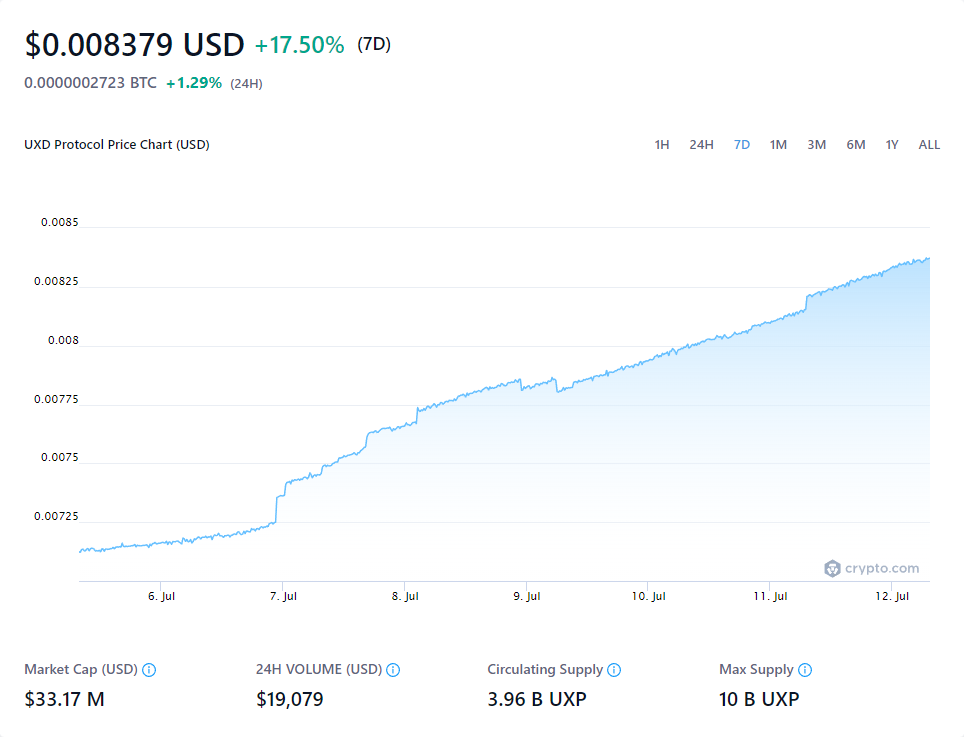 $0.008379 USD +17.50% (7D)
0.0000002723 BTC +1.29% (24H)
UXD Protocol Price Chart (USD) 1H 24H 7D 1M 3M 6M 1Y ALL
0.0085
0.00825
0.008
0.00775
0.0075
0.00725
crypto.com
6. Jul 7. Jul 8. Jul 9. Jul 10. Jul 11. Jul 12. Jul
Market Cap (USD) 24H VOLUME (USD) Circulating Supply Max Supply
$33.17 M $19,079 3.96 B UXP 10 B UXP